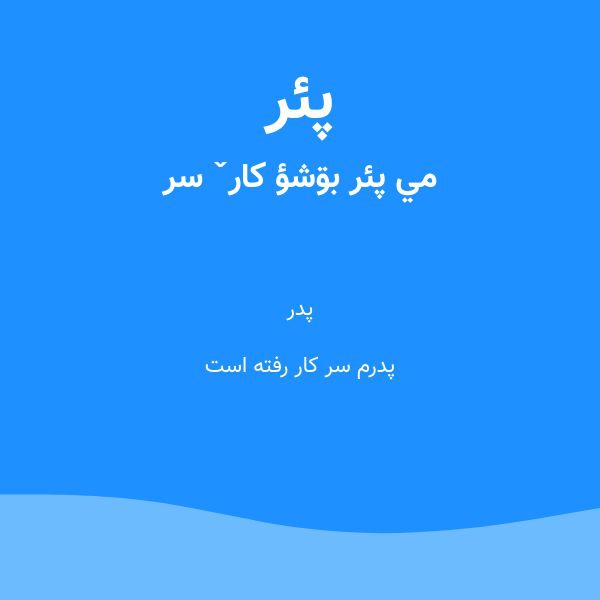 پئر
مي پئر بۊشؤ کارˇ سر
پدر
پدرم سر کار رفته است